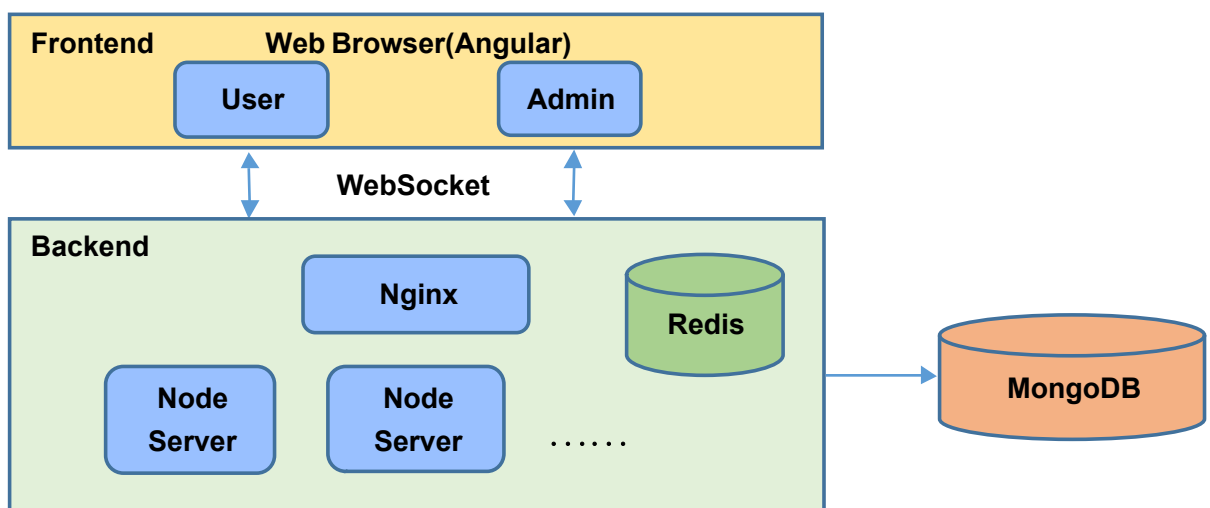 Frontend
Web Browser(Angular)
User
Admin
WebSocket
Backend
Nginx
Redis
MongoDB
Node
Server
Node
Server
......